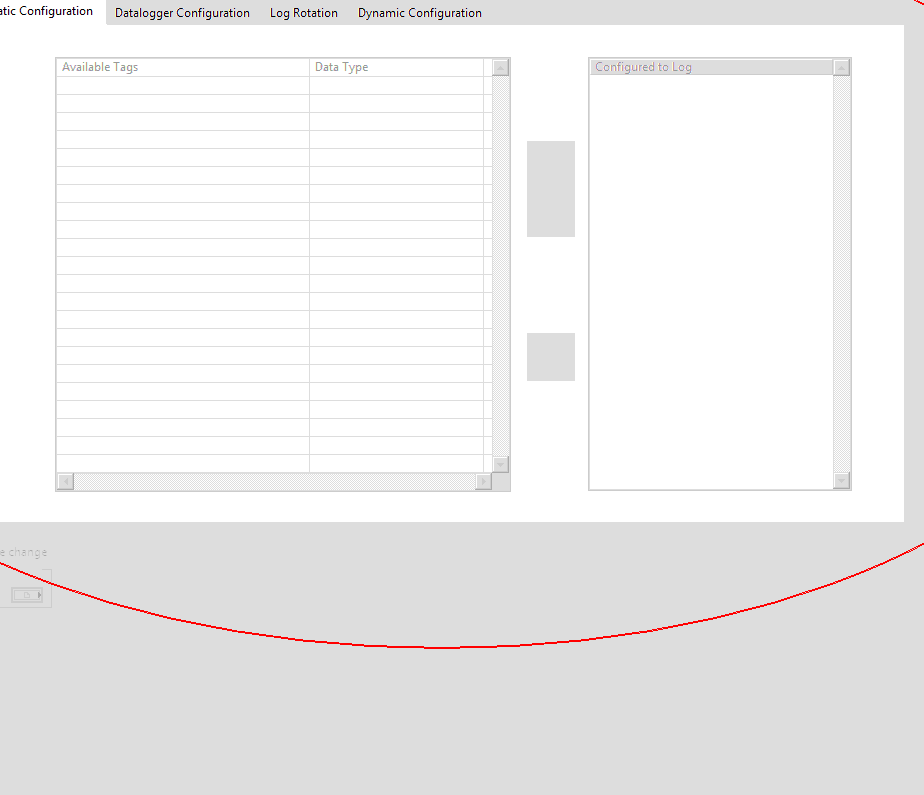 atic Configuration Datalogger Configuration Log Rotation Dynamic Configuration
Available Tags Data Type Configured to Log
e change